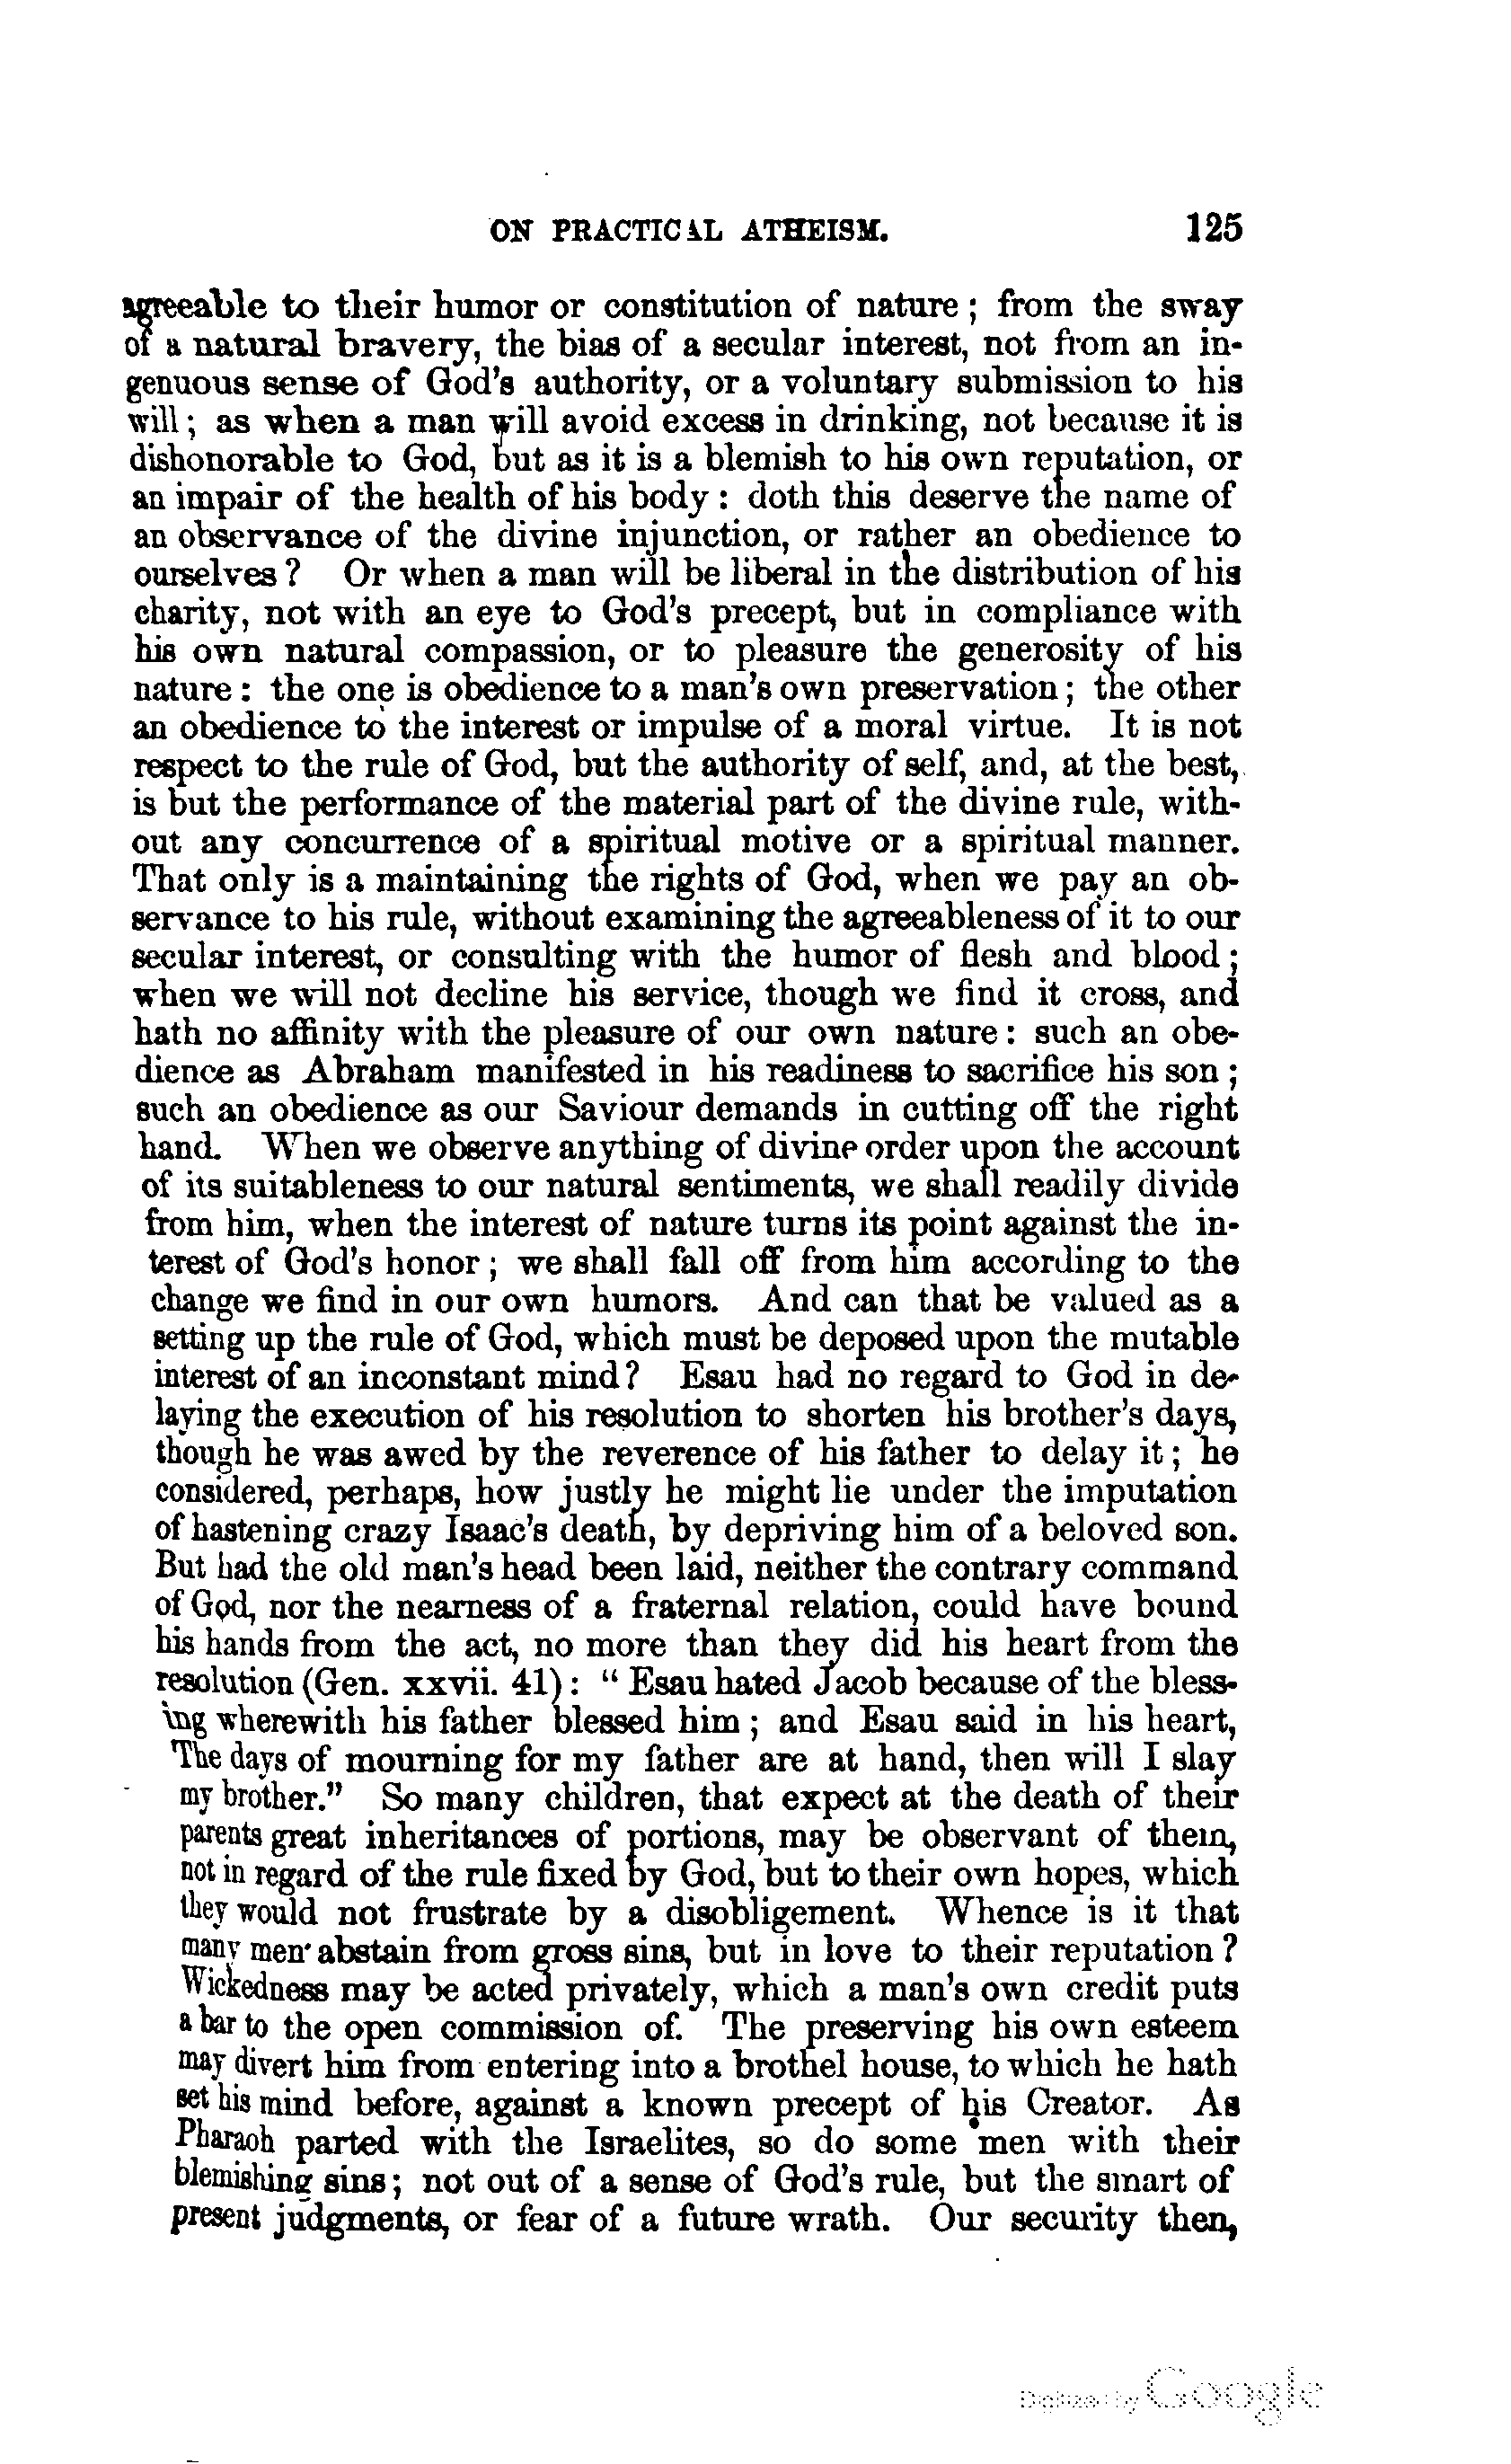 ON PRACTICAL ATHEISM. 125
agreeable to their humor or constitution of nature; from the sway
of a natural bravery, the bias of a secular interest, not from an in-
genuous sense of God's authority, or a voluntary submission to his
will; as when a man will avoid excess in drinking, not because it is
dishonorable to God, but as it is a blemish to his own reputation, or
an impair of the health of his body: doth this deserve the name of
an observance of the divine injunction, or rather an obedience to
ourselves? Or when a man will be liberal in the distribution of his
charity, not with an eye to God's precept, but in compliance with
his own natural compassion, or to pleasure the generosity of his
nature: the one is obedience to a man's own preservation; the other
an obedience to the interest or impulse of a moral virtue. It is not
respect to the rule of God, but the authority of self, and, at the best,
is but the performance of the material part of the divine rule, with-
out any concurrence of a spiritual motive or a spiritual manner.
That only is a maintaining the rights of God, when we pay an ob-
servance to his rule, without examining the agreeableness of it to our
secular interest, or consulting with the humor of flesh and blood;
when we will not decline his service, though we find it cross, and
hath no affinity with the pleasure of our own nature: such an obe-
dience as Abraham manifested in his readiness to sacrifice his son;
such an obedience as our Saviour demands in cutting off the right
hand. When we observe anything of divine order upon the account
of its suitableness to our natural sentiments, we shall readily divide
from him, when the interest of nature turns its point against the in-
terest of God's honor; we shall fall off from him according to the
change we find in our own humors. And can that be valued as a
setting up the rule of God, which must be deposed upon the mutable
interest of an inconstant mind? Esau had no regard to God in de-
laying the execution of his resolution to shorten his brother's days,
though he was awed by the reverence of his father to delay it; he
considered, perhaps, how justly he might lie under the imputation
of hastening crazy Isaac's death, by depriving him of a beloved son.
But had the old man's head been laid, neither the contrary command
of God, nor the nearness of a fraternal relation, could have bound
his hands from the act, no more than they did his heart from the
resolution (Gen. xxvii. 41): "Esau hated Jacob because of the bless-
ing wherewith his father blessed him; and Esau said in his heart,
The days of mourning for my father are at hand, then will I slay
my brother." So many children, that expect at the death of their
parents great inheritances of portions, may be observant of them,
not in regard of the rule fixed by God, but to their own hopes, which
they would not frustrate by a disobligement. Whence is it that
many men abstain from gross sins, but in love to their reputation?
Wickedness may be acted privately, which a man's own credit puts
a bar to the open commission of. The preserving his own esteem
may divert him from entering into a brothel house, to which he hath
set his mind before, against a known precept of his Creator. As
Pharaoh parted with the Israelites, so do some men with their
blemishing sins; not out of a sense of God's rule, but the smart of
present judgments, or fear of a future wrath. Our security then,
Digitized by Google